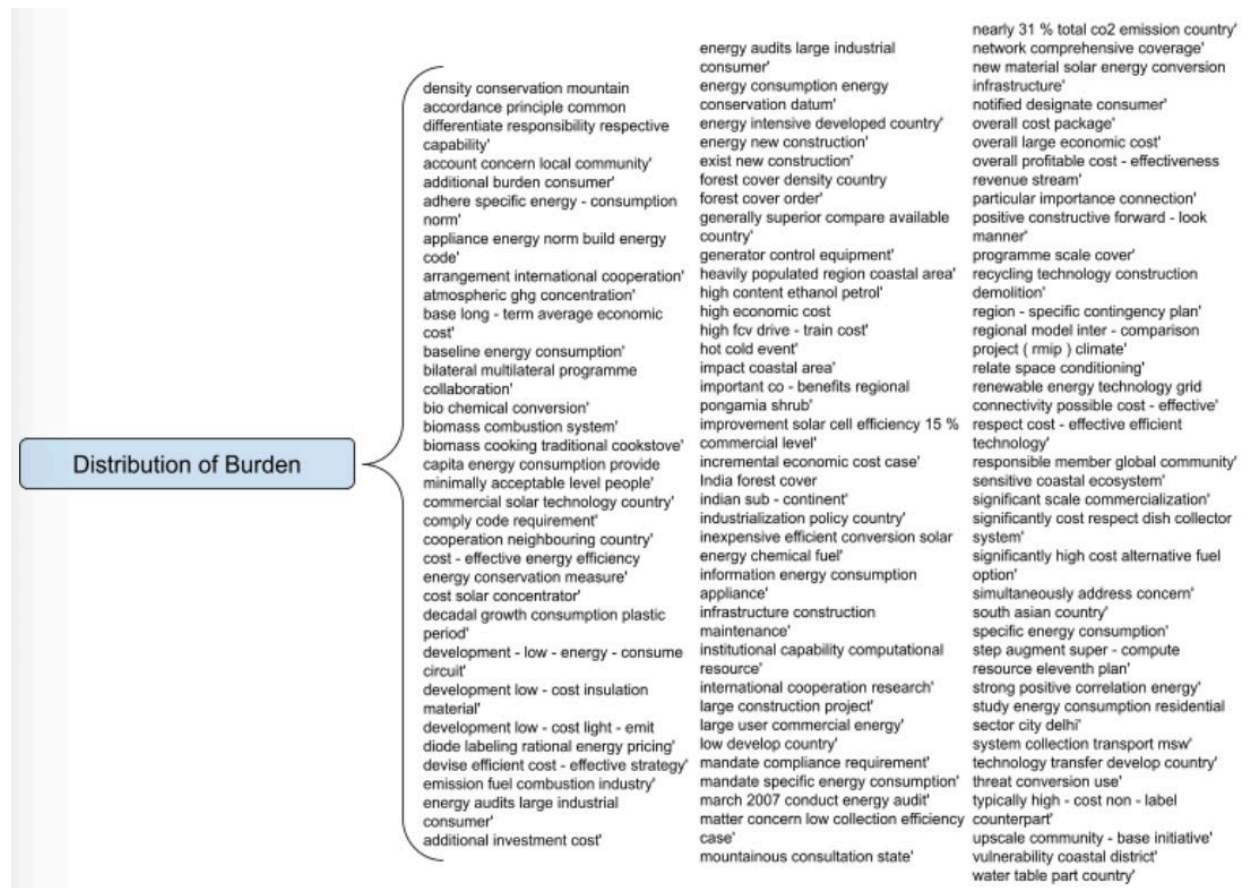 Distribution of Burden
density conservation mountain
accordance principle common
differentiate responsibility respective
capability'
account concern local community'
additional burden consumer'
adhere specific energy - consumption
norm'
appliance energy norm build energy
code'
arrangement international cooperation'
atmospheric ghg concentration'
base long - term average economic
cost'
baseline energy consumption'
bilateral multilateral programme
collaboration'
bio chemical conversion'
biomass combustion system'
biomass cooking traditional cookstove'
capita energy consumption provide
minimally acceptable level people'
commercial solar technology country'
comply code requirement'
cooperation neighbouring country'
cost - effective energy efficiency
energy conservation measure'
cost solar concentrator'
decadal growth consumption plastic
period'
development - low - energy - consume
circuit'
development low - cost insulation
material'
development low - cost light - emit
diode labeling rational energy pricing'
devise efficient cost - effective strategy'
emission fuel combustion industry'
energy audits large industrial
consumer'
additional investment cost'
energy audits large industrial
consumer'
energy consumption energy
conservation datum'
energy intensive developed country'
energy new construction'
exist new construction'
forest cover density country
forest cover order'
generally superior compare available
country'
generator control equipment'
heavily populated region coastal area'
high content ethanol petrol'
high economic cost
high fcv drive - train cost'
hot cold event'
impact coastal area'
important co - benefits regional
pongamia shrub'
improvement solar cell efficiency 15 %
commercial level'
incremental economic cost case'
India forest cover
indian sub - continent'
industrialization policy country'
inexpensive efficient conversion solar
energy chemical fuel'
information energy consumption
appliance'
infrastructure construction
maintenance'
institutional capability computational
resource'
international cooperation research'
large construction project'
large user commercial energy'
low develop country'
mandate compliance requirement'
mandate specific energy consumption'
march 2007 conduct energy audit'
matter concern low collection efficiency
case'
mountainous consultation state'
nearly 31 % total co2 emission country'
network comprehensive coverage'
new material solar energy conversion
infrastructure'
notified designate consumer'
overall cost package'
overall large economic cost'
overall profitable cost - effectiveness
revenue stream'
particular importance connection'
positive constructive forward - look
manner'
programme scale cover'
recycling technology construction
demolition'
region - specific contingency plan'
regional model inter - comparison
project ( rmip ) climate'
relate space conditioning'
renewable energy technology grid
connectivity possible cost - effective'
respect cost - effective efficient
technology'
responsible member global community'
sensitive coastal ecosystem'
significant scale commercialization'
significantly cost respect dish collector
system'
significantly high cost alternative fuel
option'
simultaneously address concern'
south asian country'
specific energy consumption'
step augment super - compute
resource eleventh plan'
strong positive correlation energy'
study energy consumption residential
sector city delhi'
system collection transport msw'
technology transfer develop country'
threat conversion use'
typically high - cost non - label
counterpart'
upscale community - base initiative'
vulnerability coastal district'
water table part country'